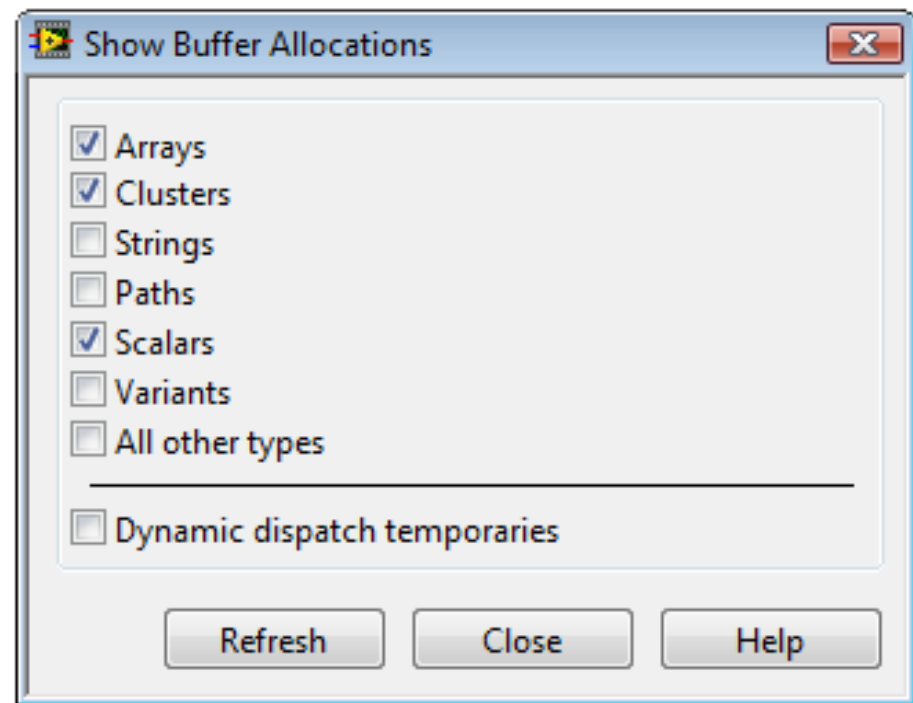 Show Buffer Allocations
Arrays
Clusters
Strings
Paths
Scalars
Variants
All other types
Dynamic dispatch temporaries
Refresh Close Help